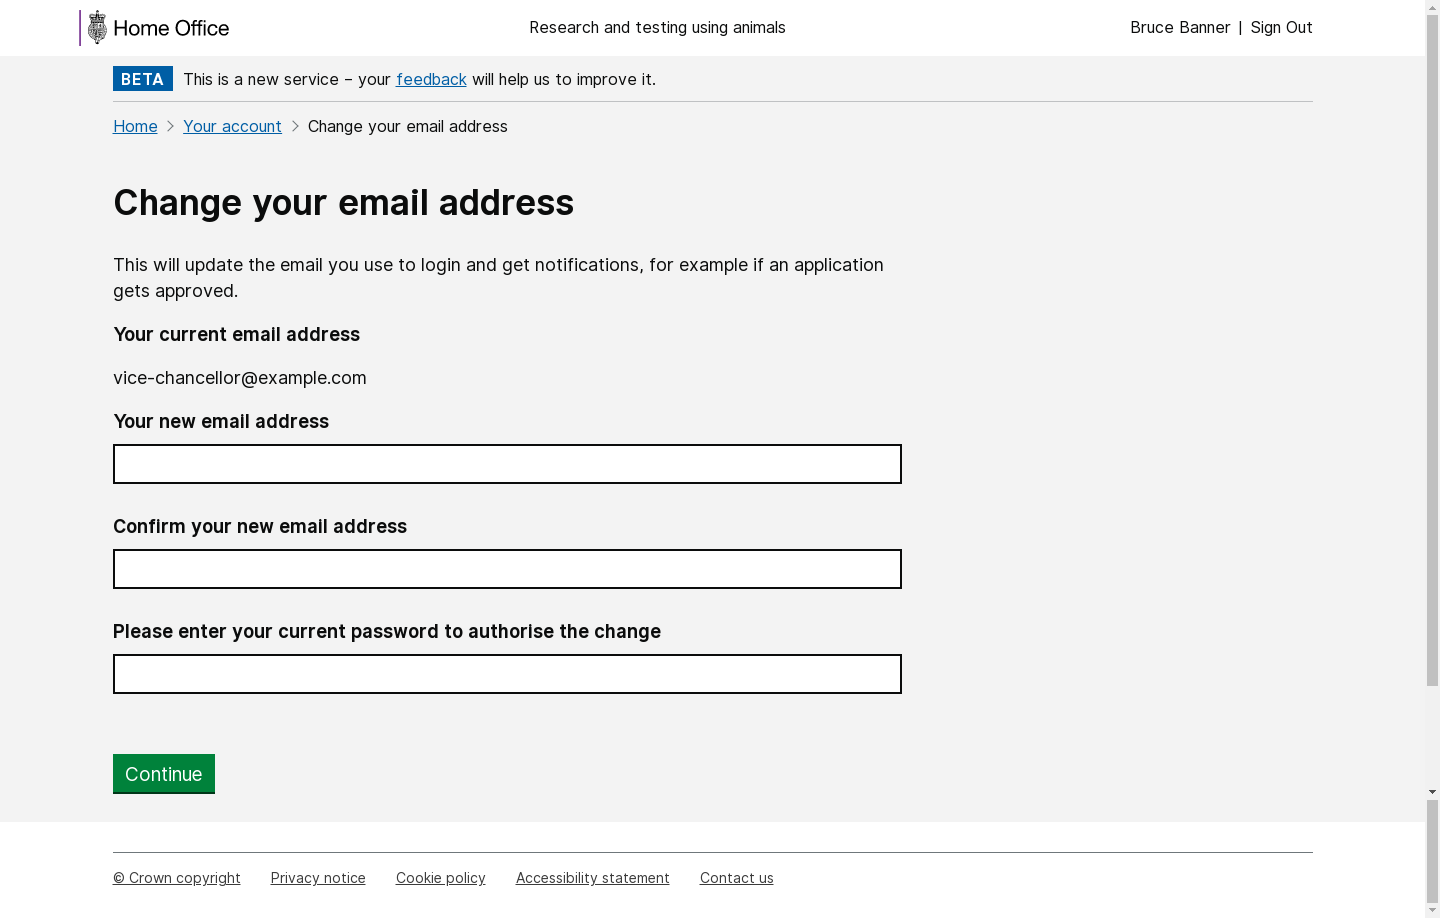 Home Office
Research and testing using animals
Bruce Banner | Sign Out
BETA This is a new service – your feedback will help us to improve it.
Home > Your account > Change your email address
Change your email address
This will update the email you use to login and get notifications, for example if an application
gets approved.
Your current email address
vice-chancellor@example.com
Your new email address
Confirm your new email address
Please enter your current password to authorise the change
Continue
© Crown copyright Privacy notice Cookie policy Accessibility statement Contact us